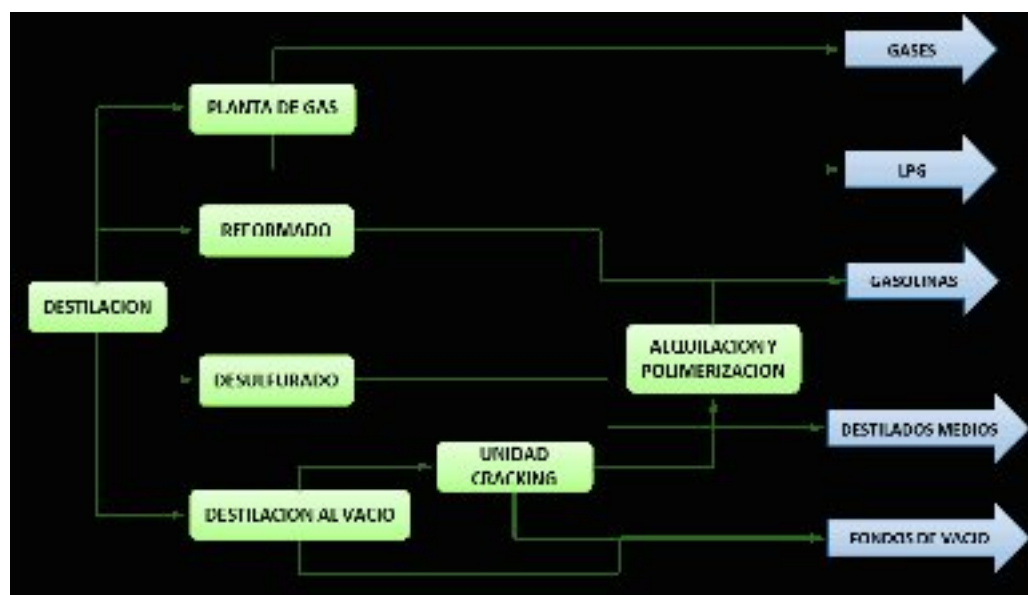 GASES
PLANTA DE GAS
LPG
REFORMADO
GASOLINAS
DESTILACION
ALQUILACION Y
POLIMERIZACION
DESULFURADO
DESTILADOS MEDIOS
UNIDAD
CRACKING
DESTILACION AL VACIO
FONDOS DE VACIO